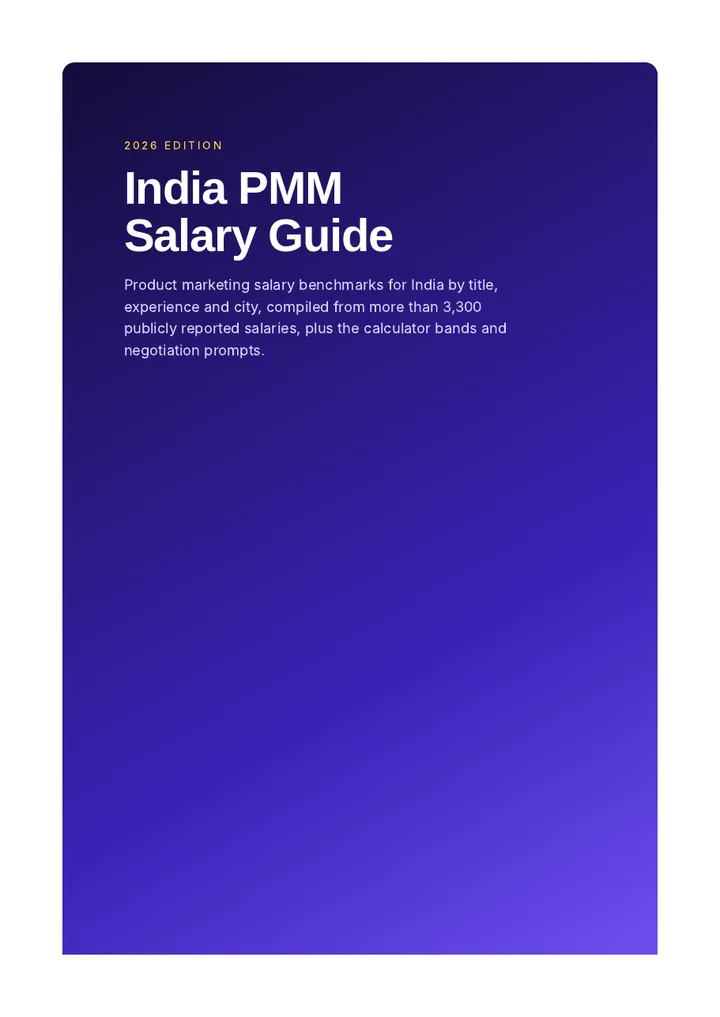 2026 EDITION
India PMM
Salary Guide
Product marketing salary benchmarks for India by title,
experience and city, compiled from more than 3,300
publicly reported salaries, plus the calculator bands and
negotiation prompts.